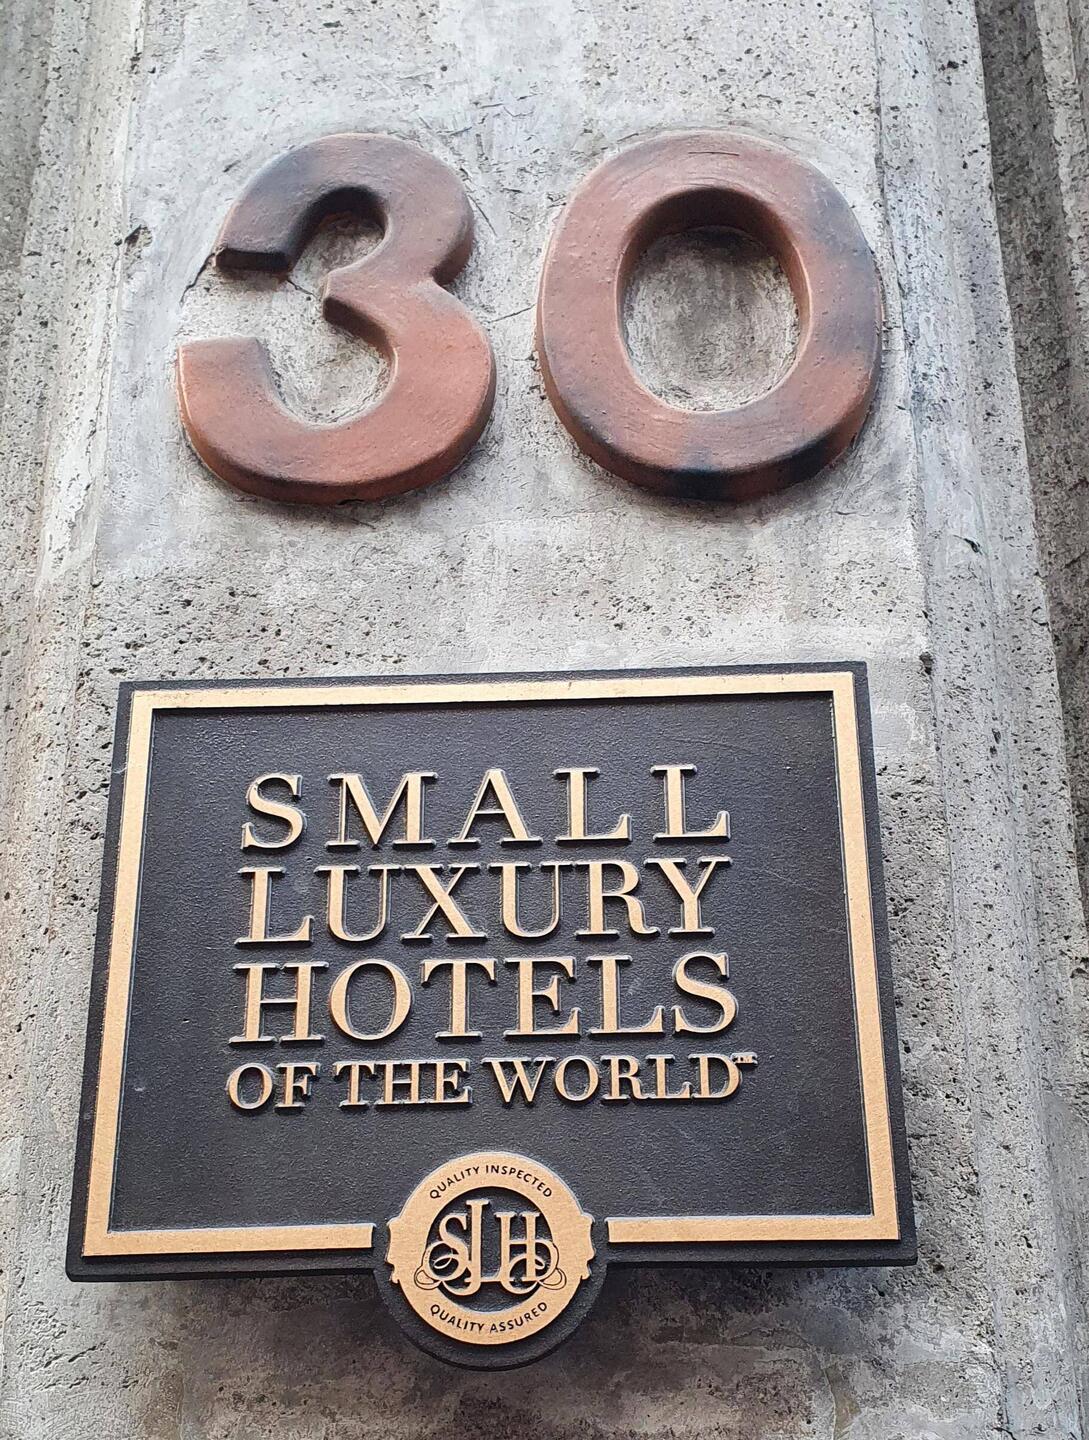 30
SMALL
LUXURY
HOTELS
OF THE WORLD™
QUALITY INSPECTED
SLH
QUALITY ASSURED